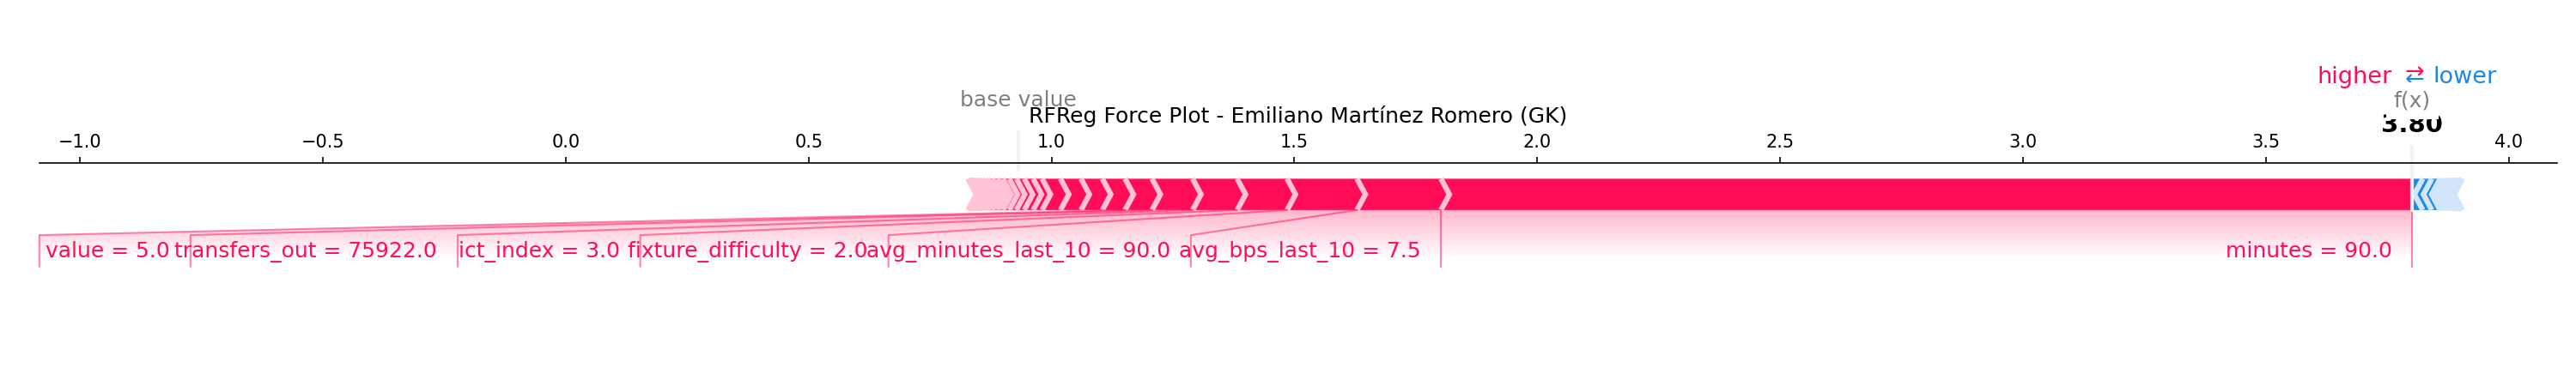 higher ⇄ lower
base value
f(x)
RFReg Force Plot - Emiliano Martínez Romero (GK)
3.80
−1.0 −0.5 0.0 0.5 1.0 1.5 2.0 2.5 3.0 3.5 4.0
value = 5.0 transfers_out = 75922.0 ict_index = 3.0 fixture_difficulty = 2.0 avg_minutes_last_10 = 90.0 avg_bps_last_10 = 7.5 minutes = 90.0